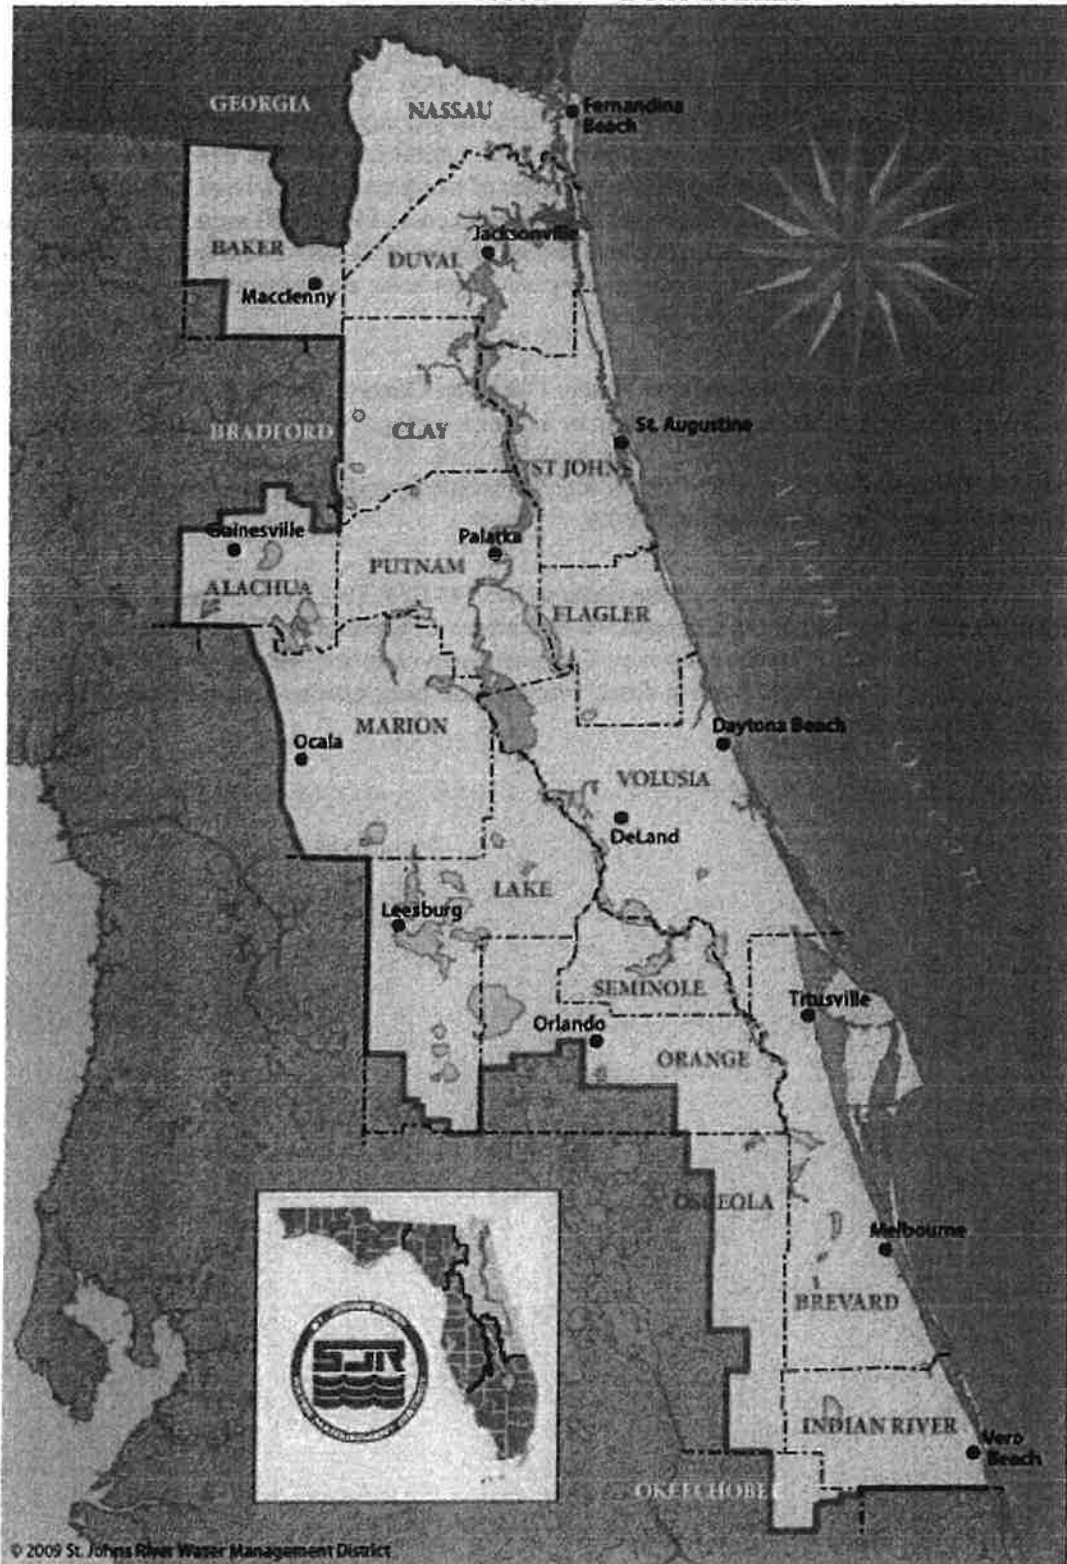 GEORGIA
NASSAU
Fernandina
Beach
BAKER
Jacksonville
DUVAL
Macclenny
BRADFORD
CLAY
St. Augustine
ST JOHNS
Gainesville
Palatka
PUTNAM
ALACHUA
FLAGLER
MARION
Daytona Beach
Ocala
VOLUSIA
DeLand
LAKE
Leesburg
SEMINOLE
Titusville
Orlando
ORANGE
OSCEOLA
Melbourne
BREVARD
SJR
INDIAN RIVER
Vero
Beach
OKEECHOBEE
© 2009 St. Johns River Water Management District